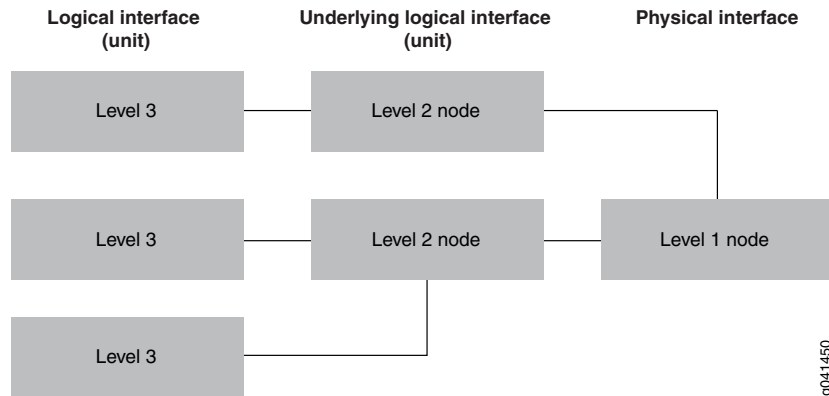 Logical interface
(unit)
Underlying logical interface
(unit)
Physical interface
Level 3
Level 2 node
Level 3
Level 2 node
Level 1 node
Level 3
g041450